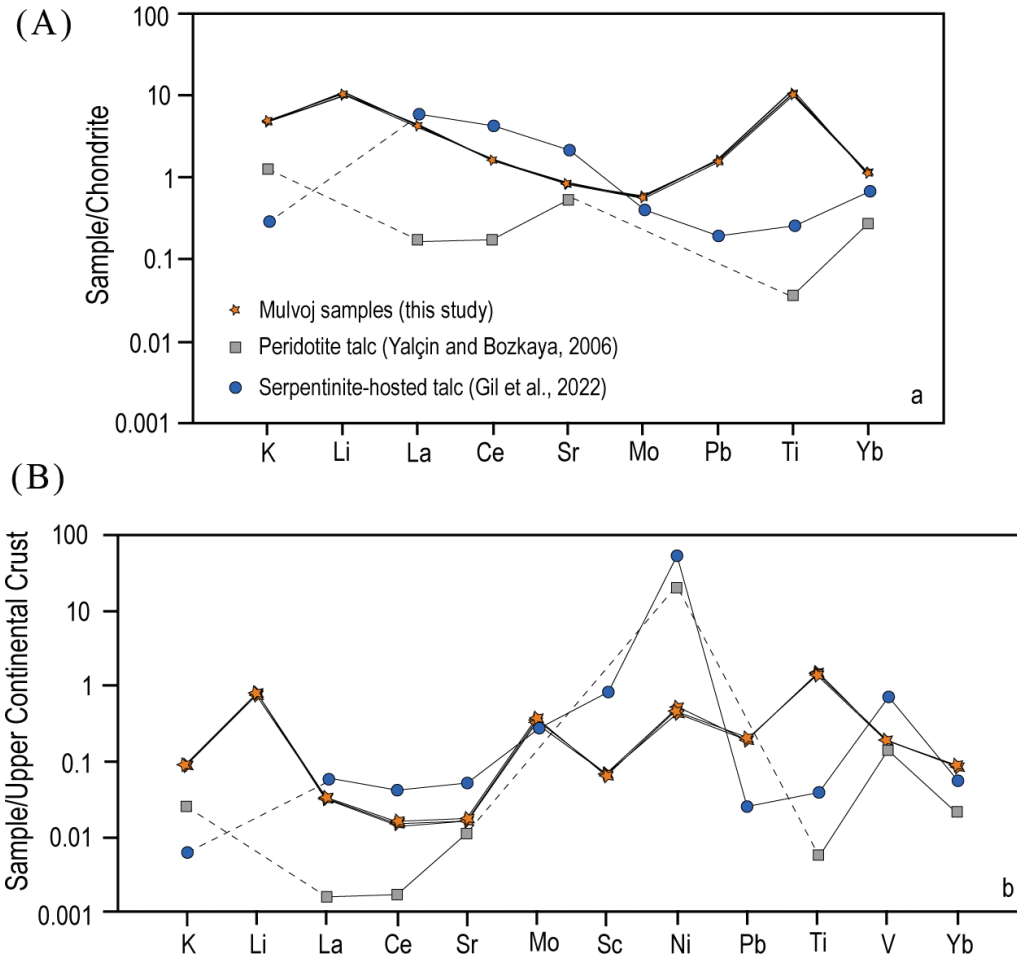 (A)
100
10
1
0.1
0.01
0.001
Sample/Chondrite
Mulvoj samples (this study)
Peridotite talc (Yalçin and Bozkaya, 2006)
Serpentinite-hosted talc (Gil et al., 2022)
a
K Li La Ce Sr Mo Pb Ti Yb
(B)
100
10
1
0.1
0.01
0.001
Sample/Upper Continental Crust
b
K Li La Ce Sr Mo Sc Ni Pb Ti V Yb